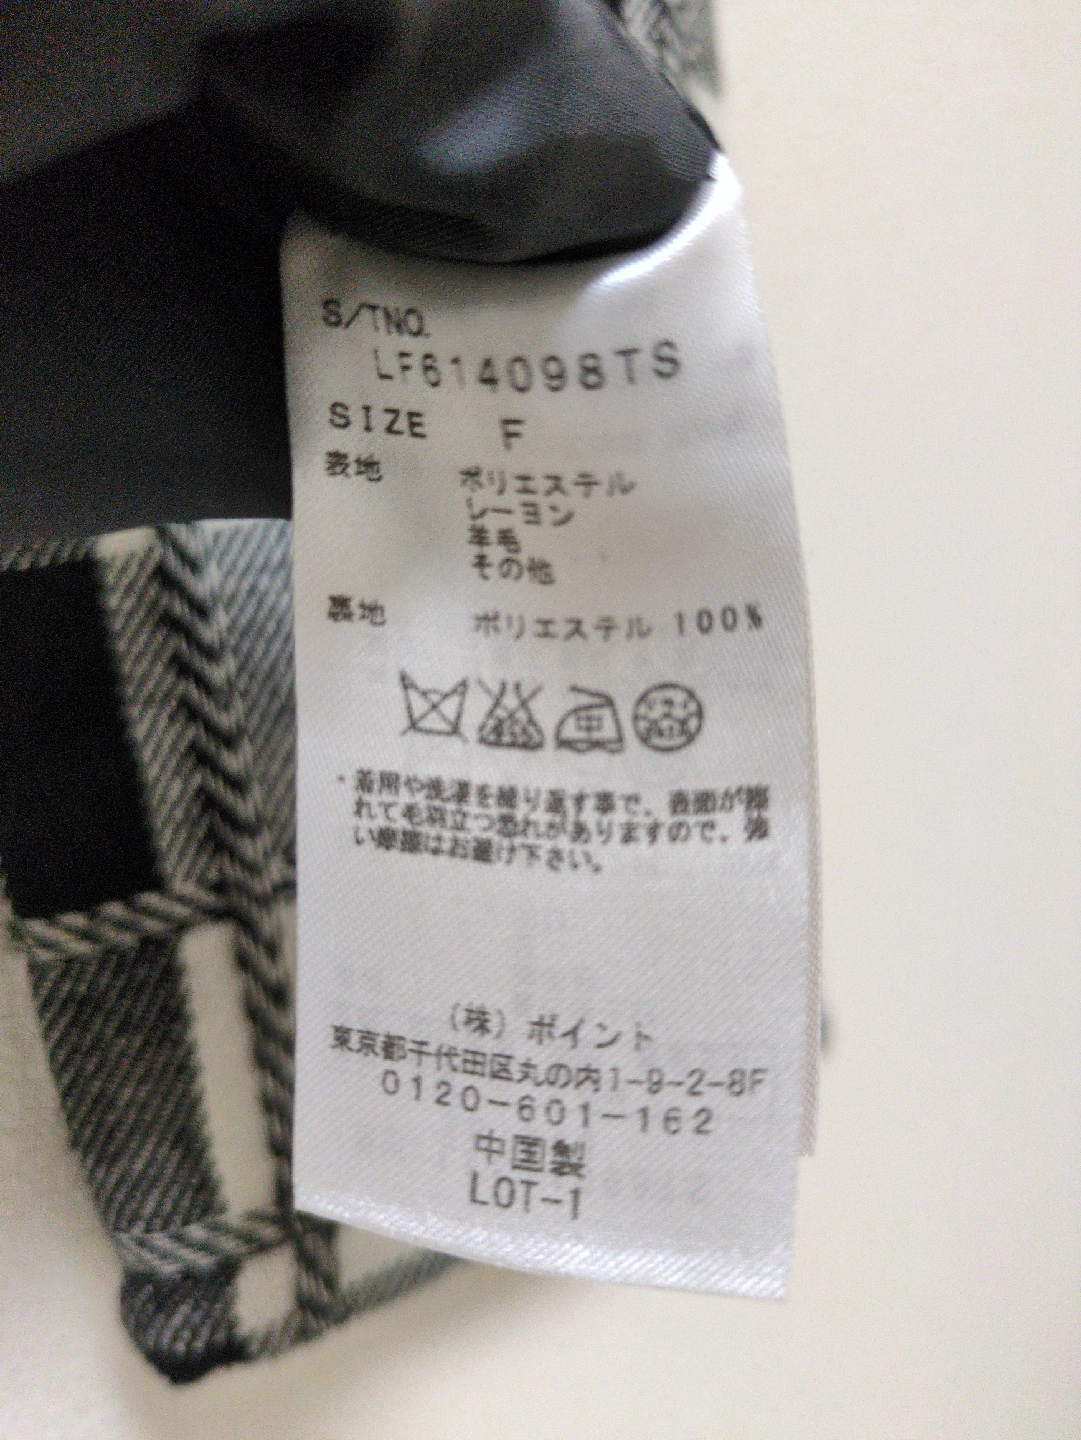 S/TNO.
LF614098TS
SIZE F
表地 ポリエステル
レーヨン
羊毛
その他
裏地 ポリエステル 100%
中
・着用や洗濯を繰り返す事で、表面が擦
れて毛羽立つ恐れがありますので、強
い摩擦はお避け下さい。
(株) ポイント
東京都千代田区丸の内1-9-2-8F
0120-601-162
中国製
LOT-1